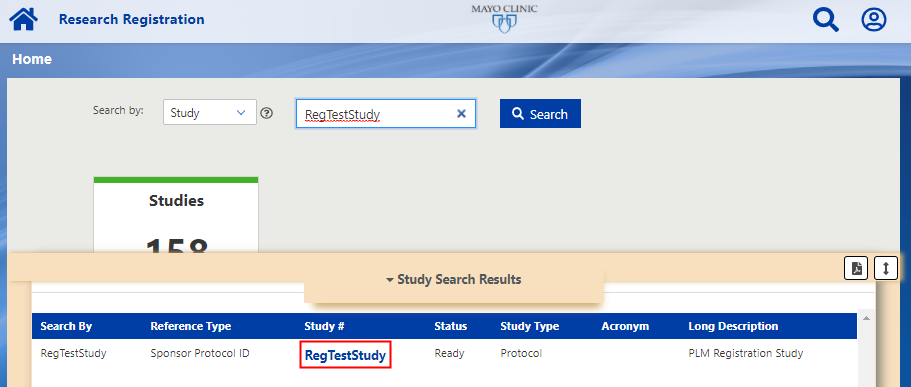 Research Registration
MAYO CLINIC
Home
Search by: Study RegTestStudy Search
Studies
158
Study Search Results
Search By Reference Type Study # Status Study Type Acronym Long Description
RegTestStudy Sponsor Protocol ID RegTestStudy Ready Protocol PLM Registration Study